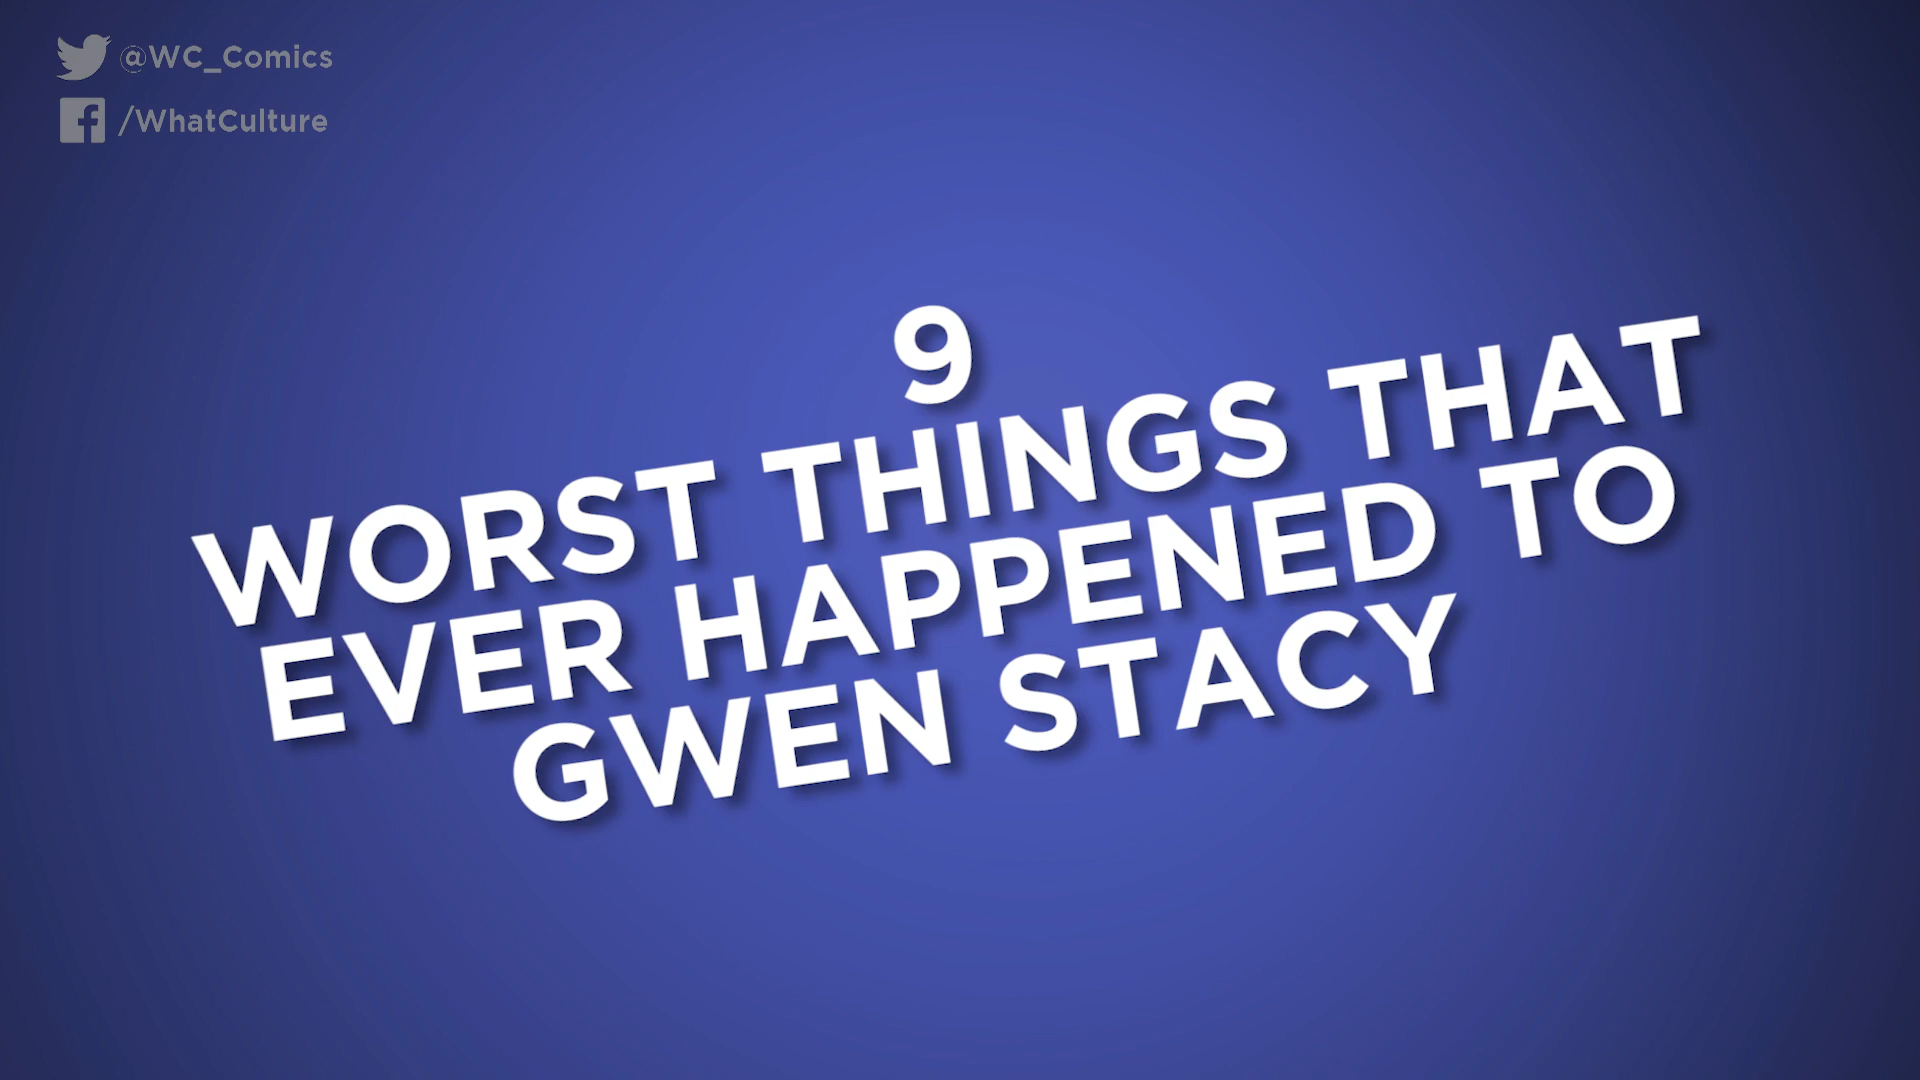 @WC_Comics
/WhatCulture
9
WORST THINGS THAT
EVER HAPPENED TO
GWEN STACY